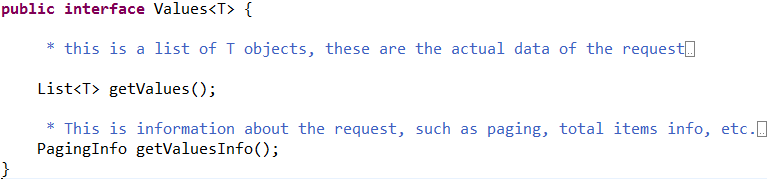 public interface Values<T> {
* this is a list of T objects, these are the actual data of the request
List<T> getValues();
* This is information about the request, such as paging, total items info, etc.
PagingInfo getValuesInfo();
}